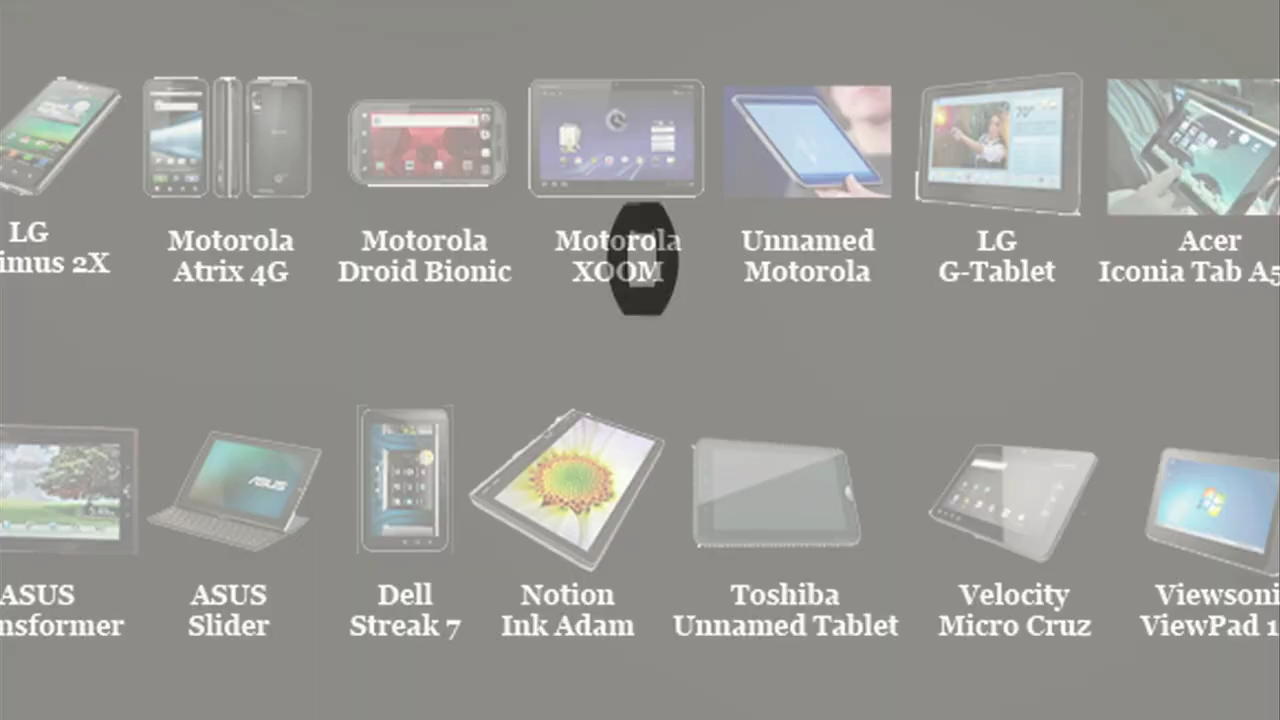 LG
imus 2X
Motorola
Atrix 4G
Motorola
Droid Bionic
Motorola
XOOM
Unnamed
Motorola
LG
G-Tablet
Acer
Iconia Tab A5
ASUS
nsformer
ASUS
Slider
Dell
Streak 7
Notion
Ink Adam
Toshiba
Unnamed Tablet
Velocity
Micro Cruz
Viewsoni
ViewPad 1